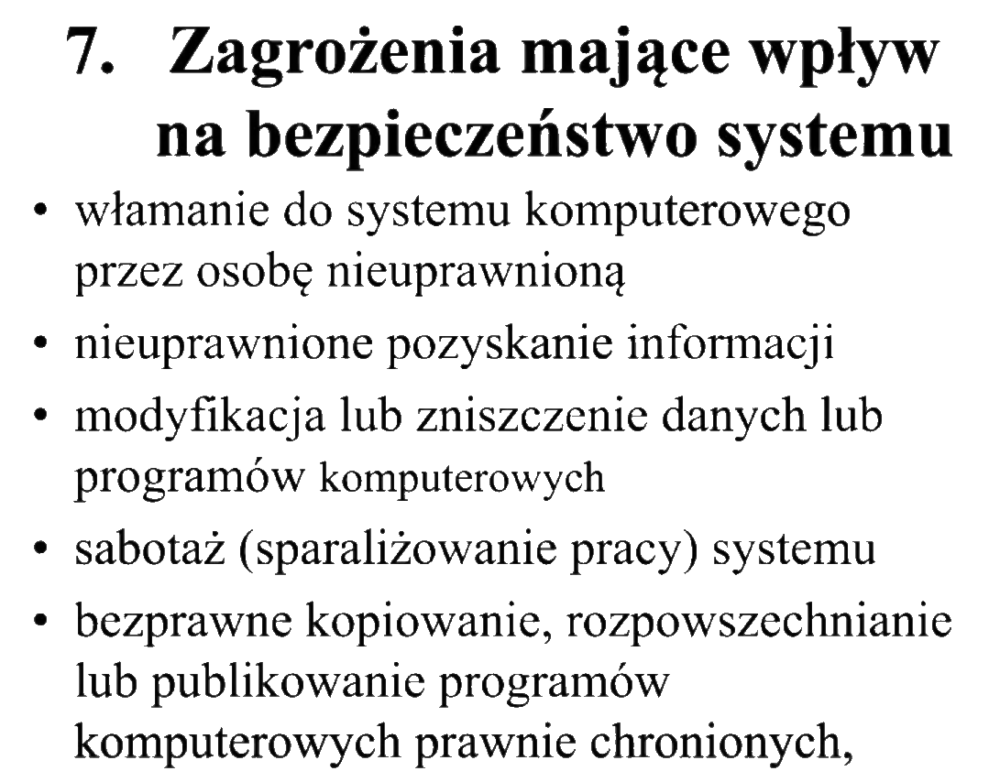 7. Zagrożenia mające wpływ
na bezpieczeństwo systemu
• włamanie do systemu komputerowego
przez osobę nieuprawnioną
• nieuprawnione pozyskanie informacji
• modyfikacja lub zniszczenie danych lub
programów komputerowych
• sabotaż (sparaliżowanie pracy) systemu
• bezprawne kopiowanie, rozpowszechnianie
lub publikowanie programów
komputerowych prawnie chronionych,